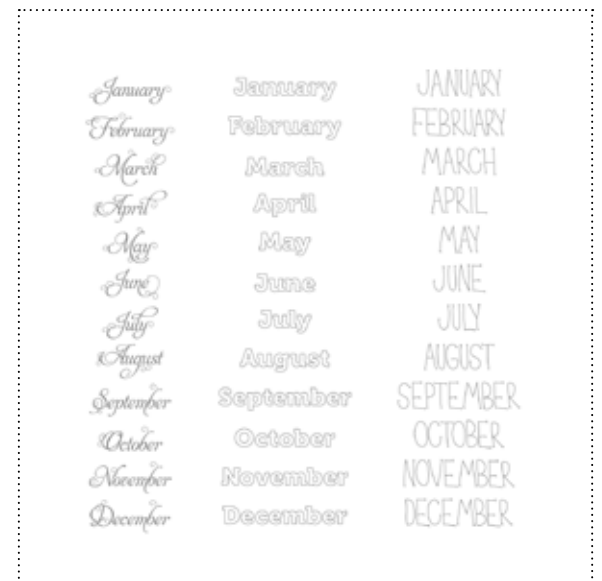 January January JANUARY
February February FEBRUARY
March March MARCH
April April APRIL
May May MAY
June June JUNE
July July JULY
August August AUGUST
September September SEPTEMBER
October October OCTOBER
November November NOVEMBER
December December DECEMBER